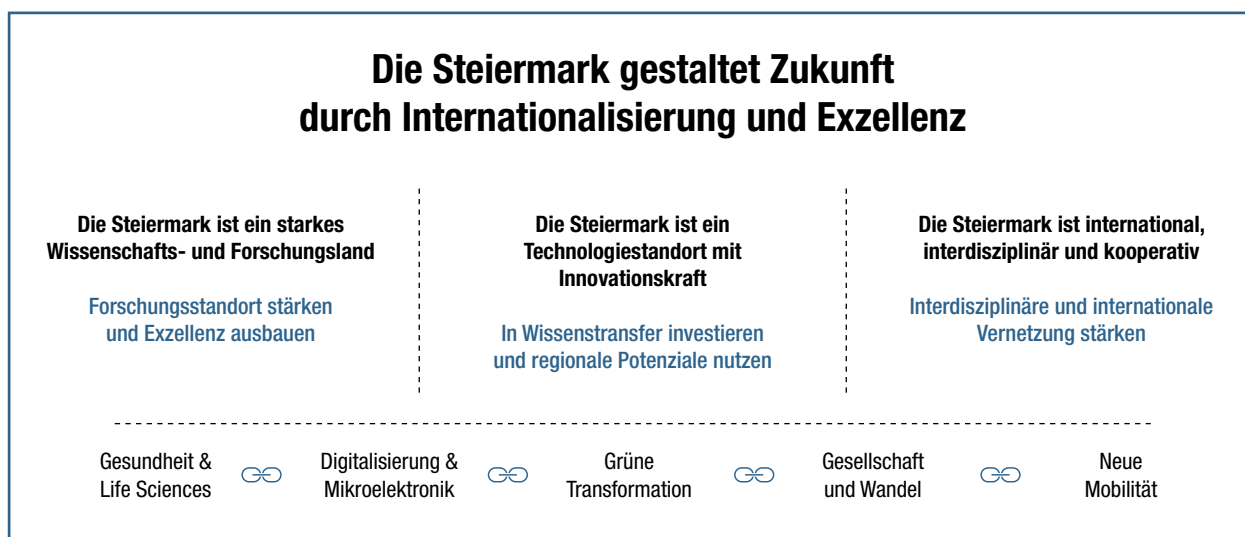 Die Steiermark gestaltet Zukunft
durch Internationalisierung und Exzellenz
Die Steiermark ist ein starkes
Wissenschafts- und Forschungsland
Forschungsstandort stärken
und Exzellenz ausbauen
Die Steiermark ist ein
Technologiestandort mit
Innovationskraft
In Wissenstransfer investieren
und regionale Potenziale nutzen
Die Steiermark ist international,
interdisziplinär und kooperativ
Interdisziplinäre und internationale
Vernetzung stärken
Gesundheit &
Life Sciences
Digitalisierung &
Mikroelektronik
Grüne
Transformation
Gesellschaft
und Wandel
Neue
Mobilität